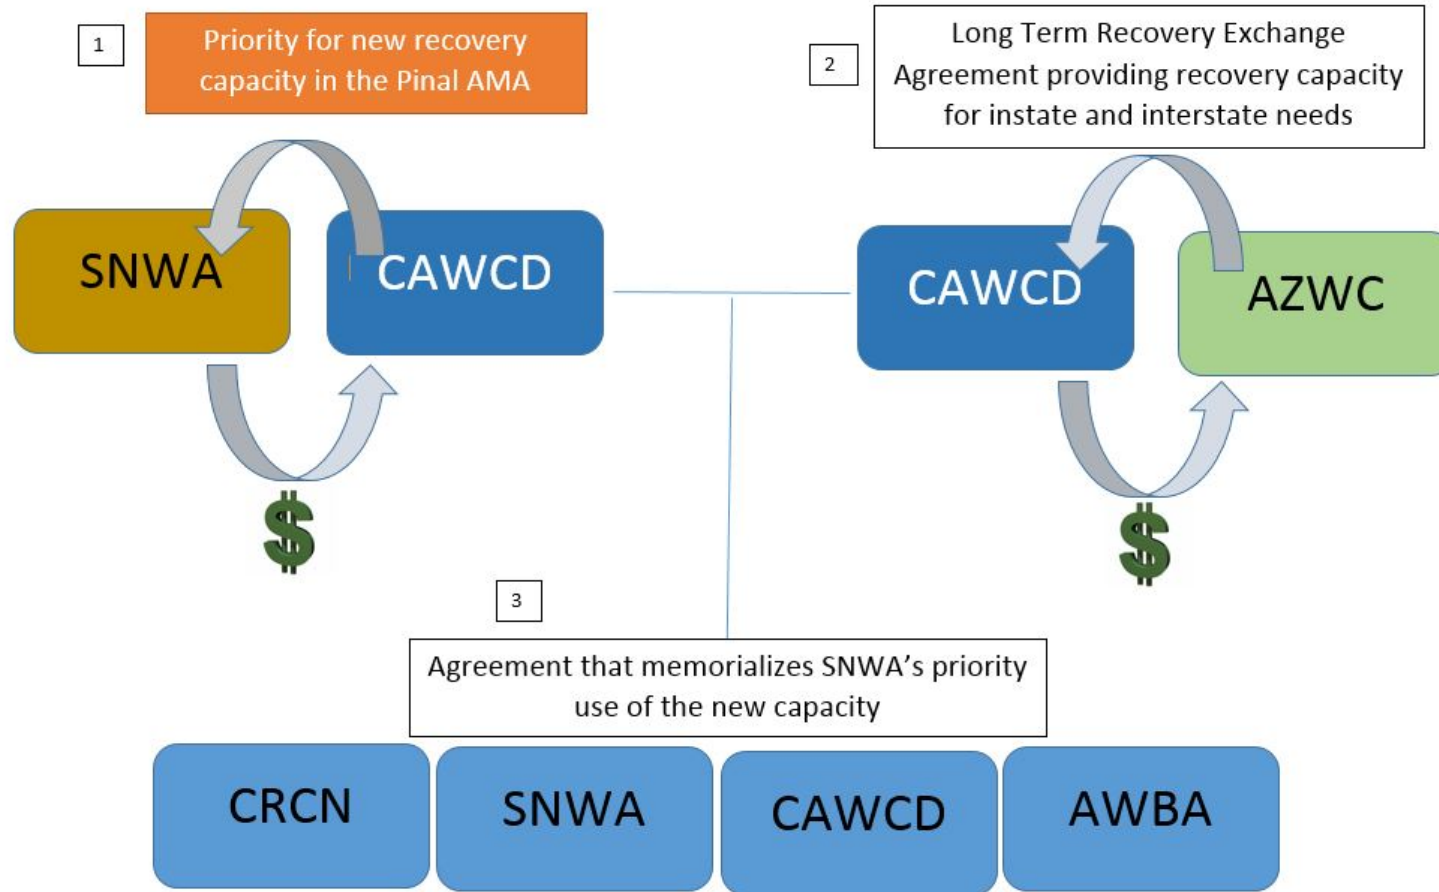 1
Priority for new recovery
capacity in the Pinal AMA
2
Long Term Recovery Exchange
Agreement providing recovery capacity
for instate and interstate needs
SNWA
CAWCD
CAWCD
AZWC
$
$
3
Agreement that memorializes SNWA’s priority
use of the new capacity
CRCN
SNWA
CAWCD
AWBA